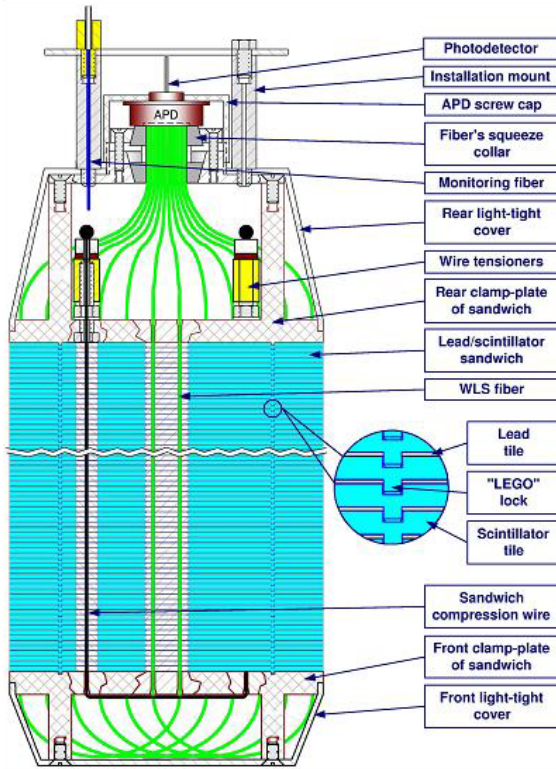 Photodetector
Installation mount
APD screw cap
APD
Fiber's squeeze
collar
Monitoring fiber
Rear light-tight
cover
Wire tensioners
Rear clamp-plate
of sandwich
Lead/scintillator
sandwich
WLS fiber
Lead
tile
"LEGO"
lock
Scintillator
tile
Sandwich
compression wire
Front clamp-plate
of sandwich
Front light-tight
cover